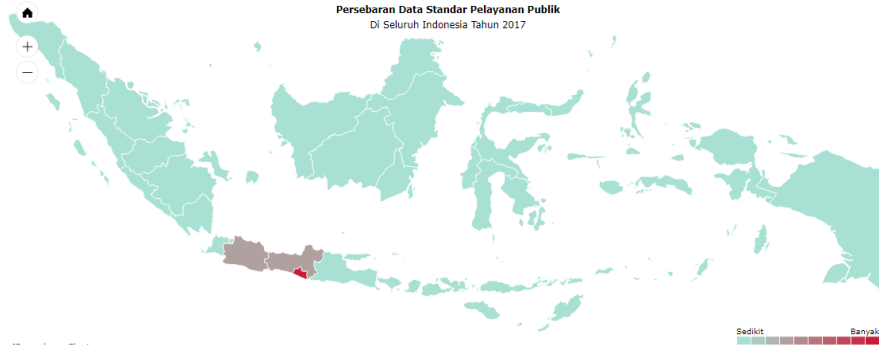 Persebaran Data Standar Pelayanan Publik
Di Seluruh Indonesia Tahun 2017
Sedikit Banyak